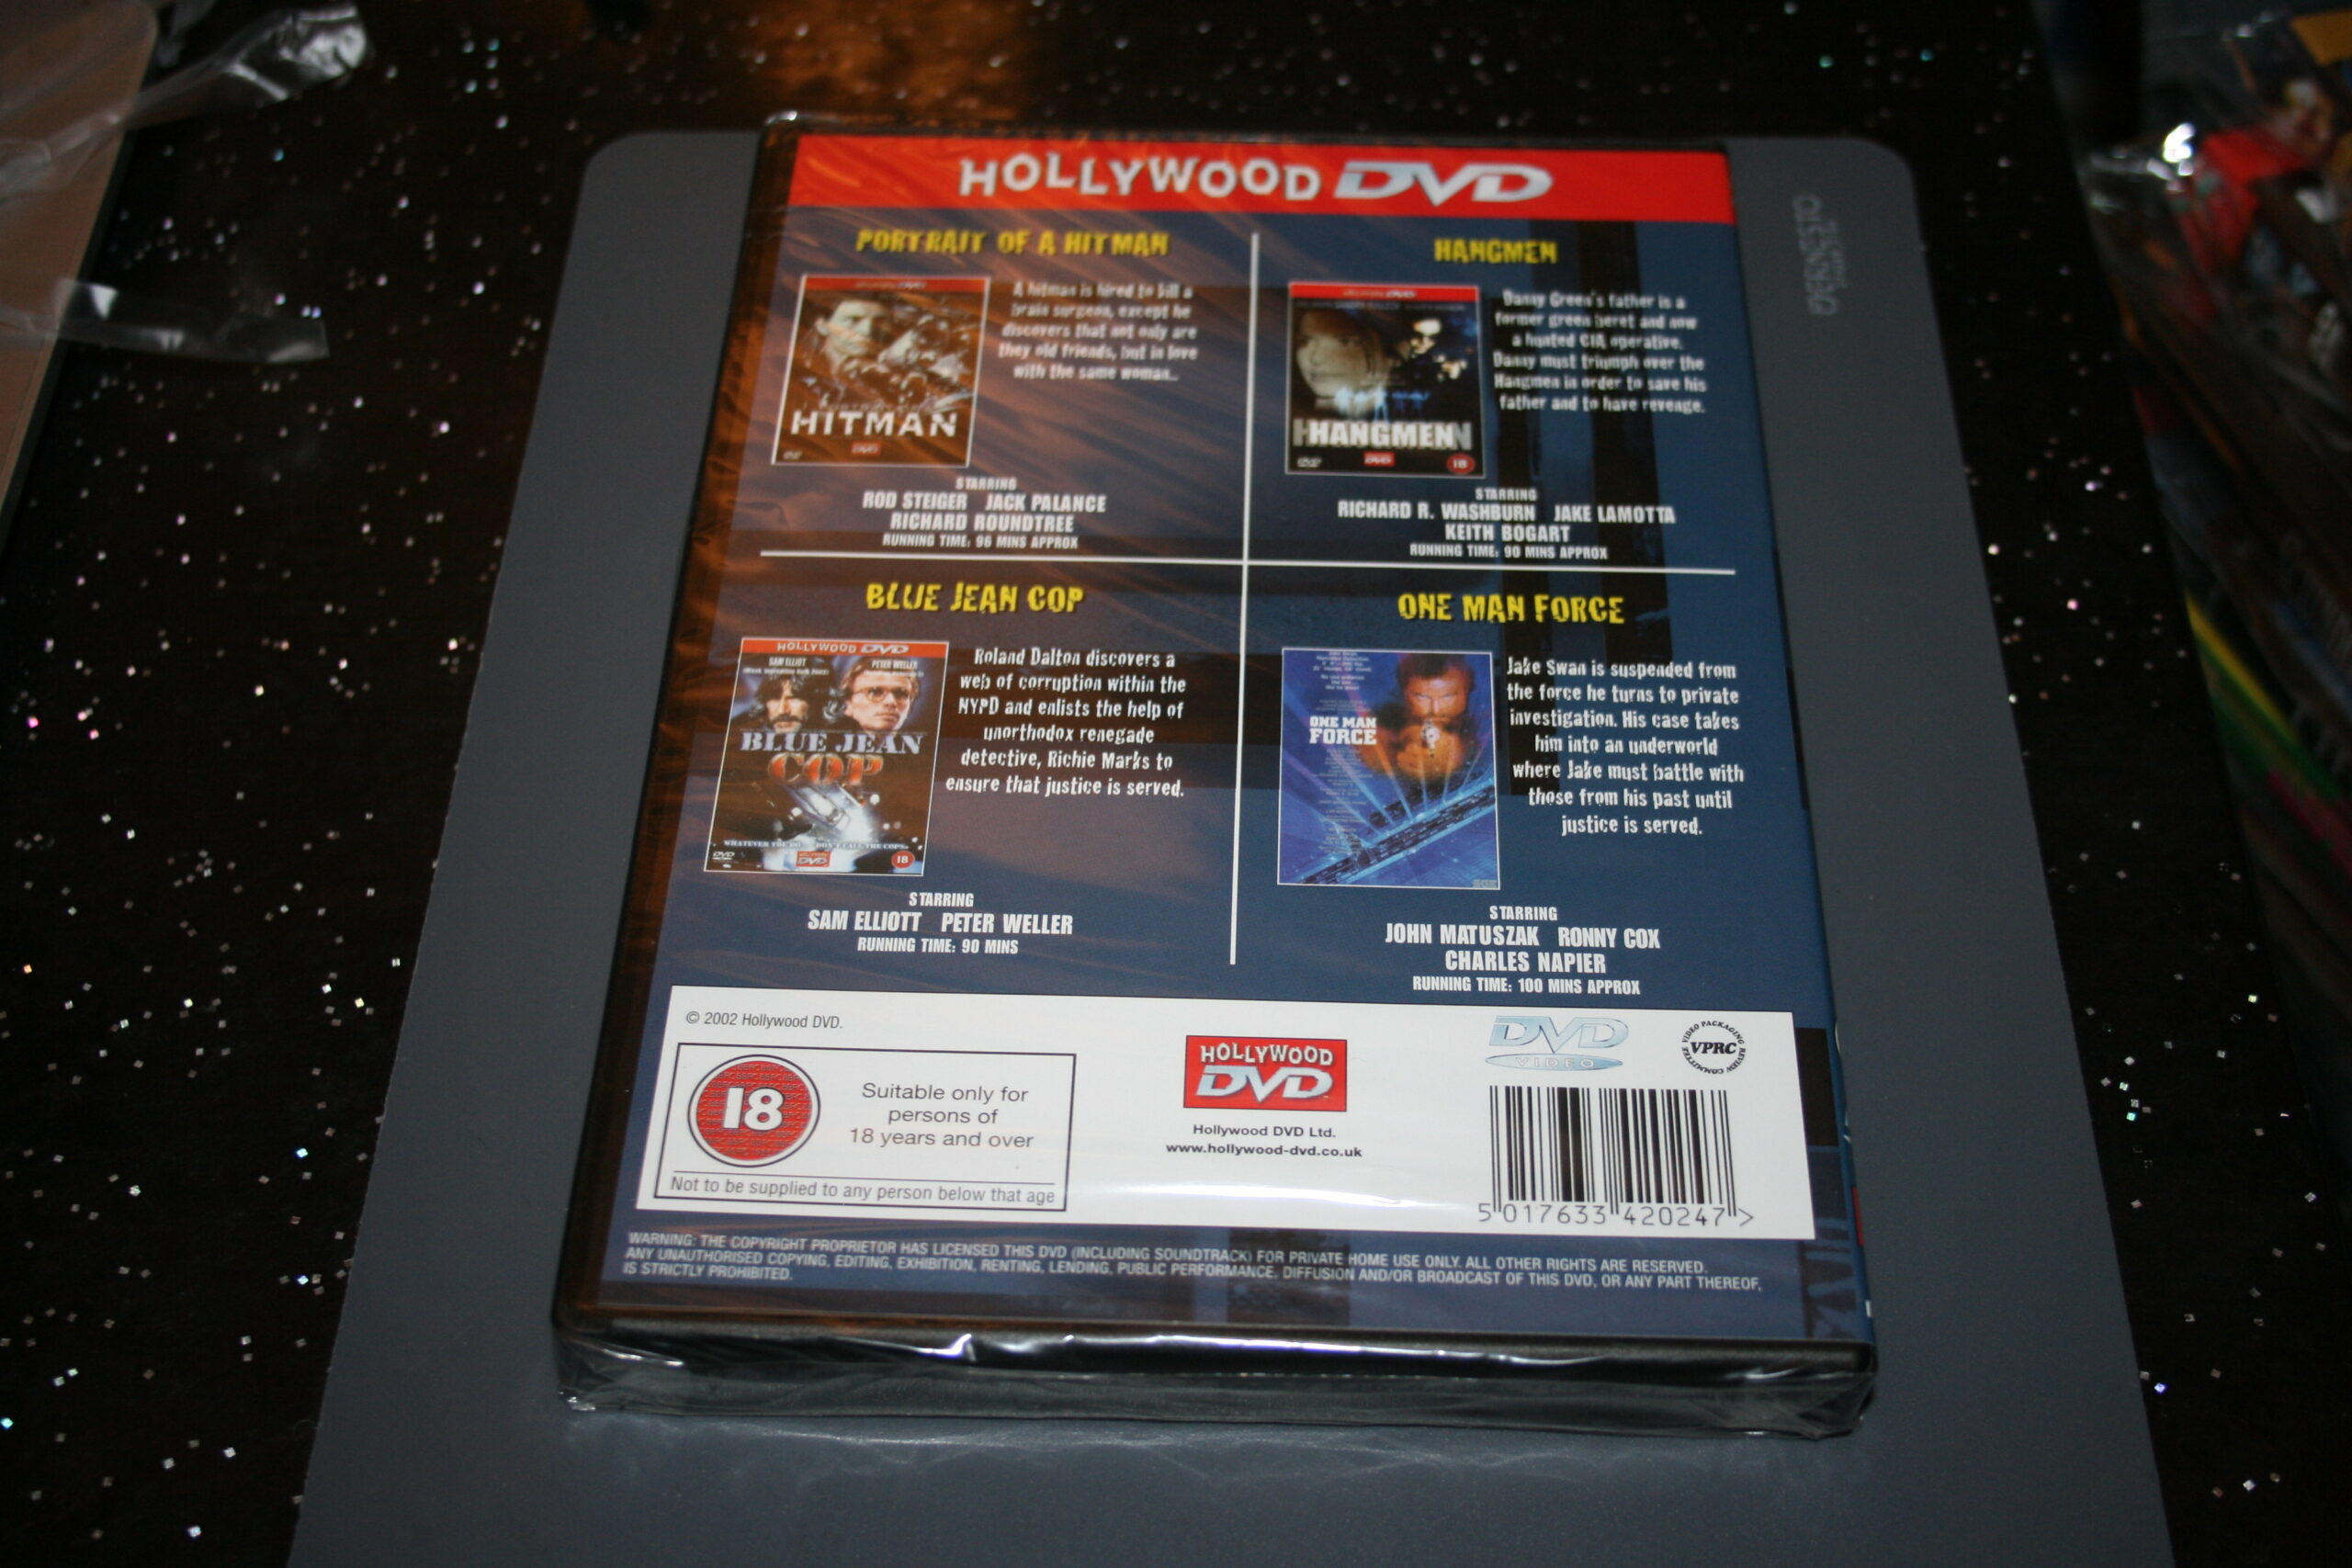 HOLLYWOOD DVD
PORTRAIT OF A HITMAN
A hitman is hired to kill a
brain surgeon, except he
discovers that not only are
they old friends, but in love
with the same woman...
HITMAN
STARRING
ROD STEIGER JACK PALANCE
RICHARD ROUNDTREE
RUNNING TIME: 96 MINS APPROX
HANGMEN
Danny Green's father is a
former green beret and now
a hunted CIA operative.
Danny must triumph over the
Hangmen in order to save his
father and to have revenge.
HANGMEN
DVD
18
STARRING
RICHARD R. WASHBURN JAKE LAMOTTA
KEITH BOGART
RUNNING TIME: 90 MINS APPROX
BLUE JEAN COP
HOLLYWOOD DVD
SAM ELLIOT PETER WELLER
BLUE JEAN
COP
DVD
18
Roland Dalton discovers a
web of corruption within the
NYPD and enlists the help of
unorthodox renegade
detective, Richie Marks to
ensure that justice is served.
STARRING
SAM ELLIOTT PETER WELLER
RUNNING TIME: 90 MINS
ONE MAN FORCE
ONE MAN
FORCE
Jake Swan is suspended from
the force he turns to private
investigation. His case takes
him into an underworld
where Jake must battle with
those from his past until
justice is served.
STARRING
JOHN MATUSZAK RONNY COX
CHARLES NAPIER
RUNNING TIME: 100 MINS APPROX
© 2002 Hollywood DVD.
18
Suitable only for
persons of
18 years and over
Not to be supplied to any person below that age
HOLLYWOOD
DVD
Hollywood DVD Ltd.
www.hollywood-dvd.co.uk
DVD
VIDEO
VIDEO PACKAGING REVIEW COMMITTEE
VPRC
5 017633 420247 >
WARNING: THE COPYRIGHT PROPRIETOR HAS LICENSED THIS DVD (INCLUDING SOUNDTRACK) FOR PRIVATE HOME USE ONLY. ALL OTHER RIGHTS ARE RESERVED.
ANY UNAUTHORISED COPYING, EDITING, EXHIBITION, RENTING, LENDING, PUBLIC PERFORMANCE, DIFFUSION AND/OR BROADCAST OF THIS DVD, OR ANY PART THEREOF,
IS STRICTLY PROHIBITED.